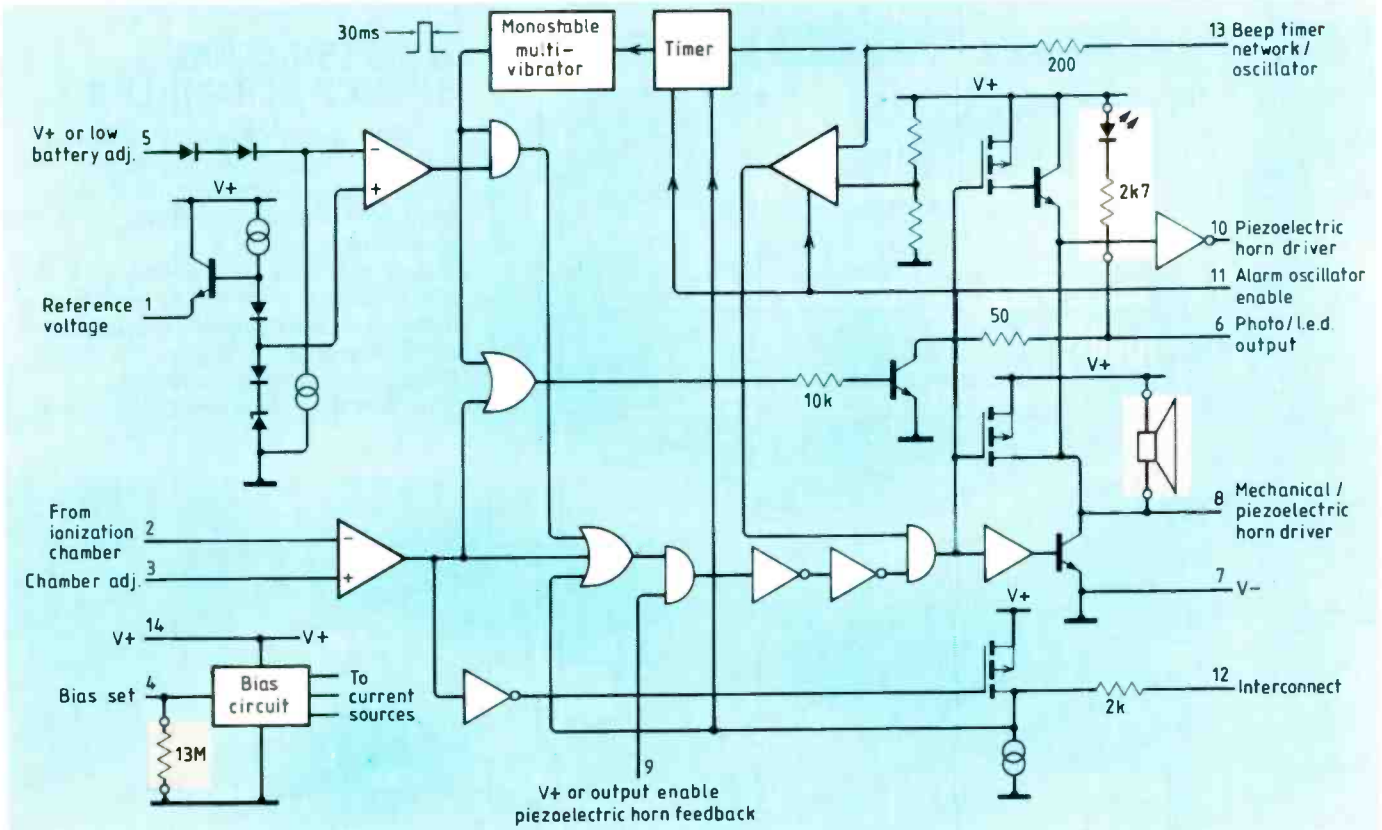 30ms
Monostable
multi-
vibrator
Timer
200
13 Beep timer
network/
oscillator
V+
V+ or low
battery adj.
5
-
+
V+
2k7
10 Piezoelectric
horn driver
11 Alarm oscillator
enable
Reference
voltage
1
50
6 Photo/l.e.d.
output
10k
V+
8 Mechanical/
piezoelectric
horn driver
From
ionization
chamber
2
Chamber adj. 3
-
+
7 V-
V+ 14
V+
V+
Bias set 4
Bias
circuit
To
current
sources
13M
2k
12 Interconnect
9
V+ or output enable
piezoelectric horn feedback